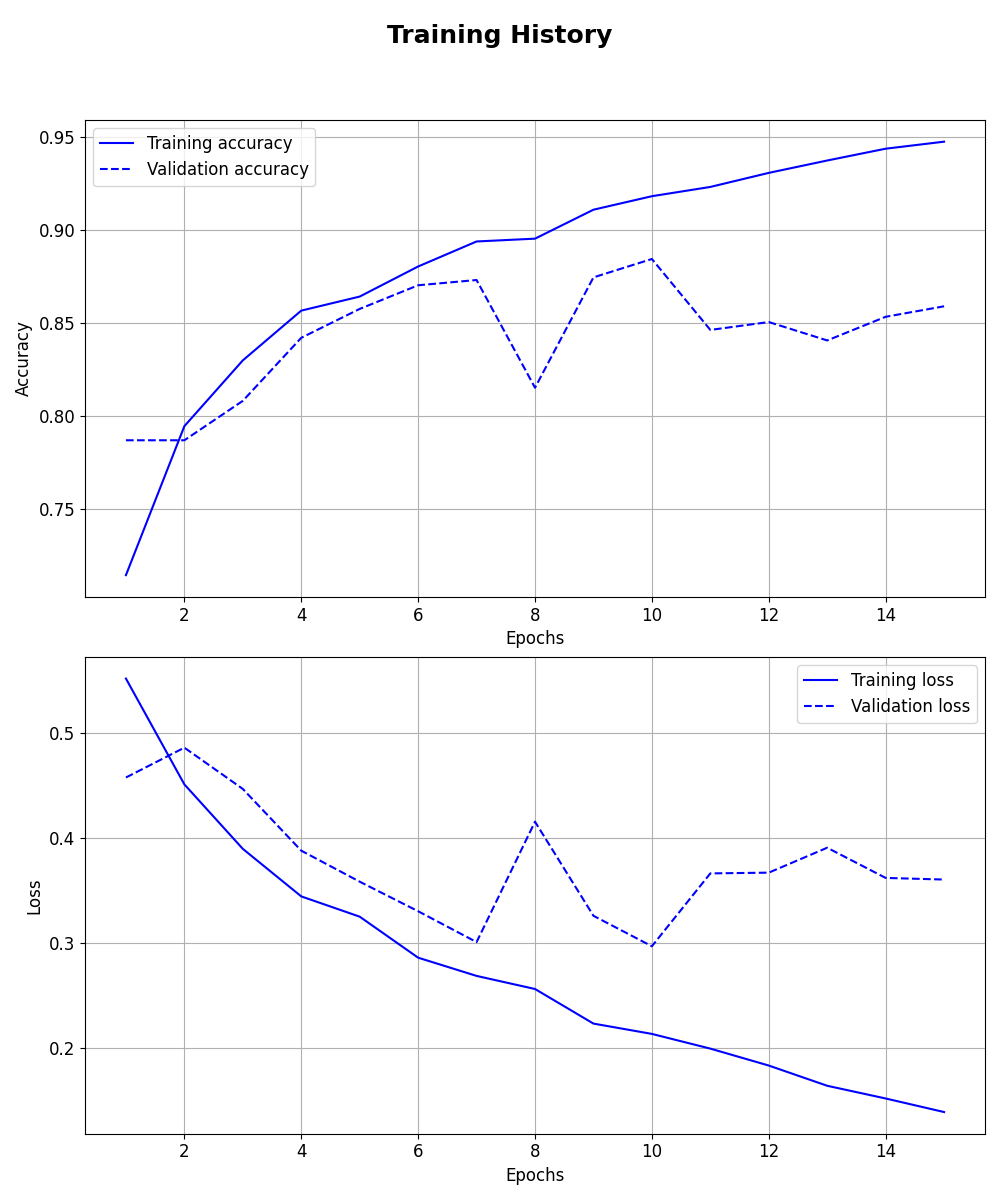 Training History
Training accuracy
Validation accuracy
0.95
0.90
0.85
0.80
0.75
Accuracy
2 4 6 8 10 12 14
Epochs
Training loss
Validation loss
0.5
0.4
0.3
0.2
Loss
2 4 6 8 10 12 14
Epochs